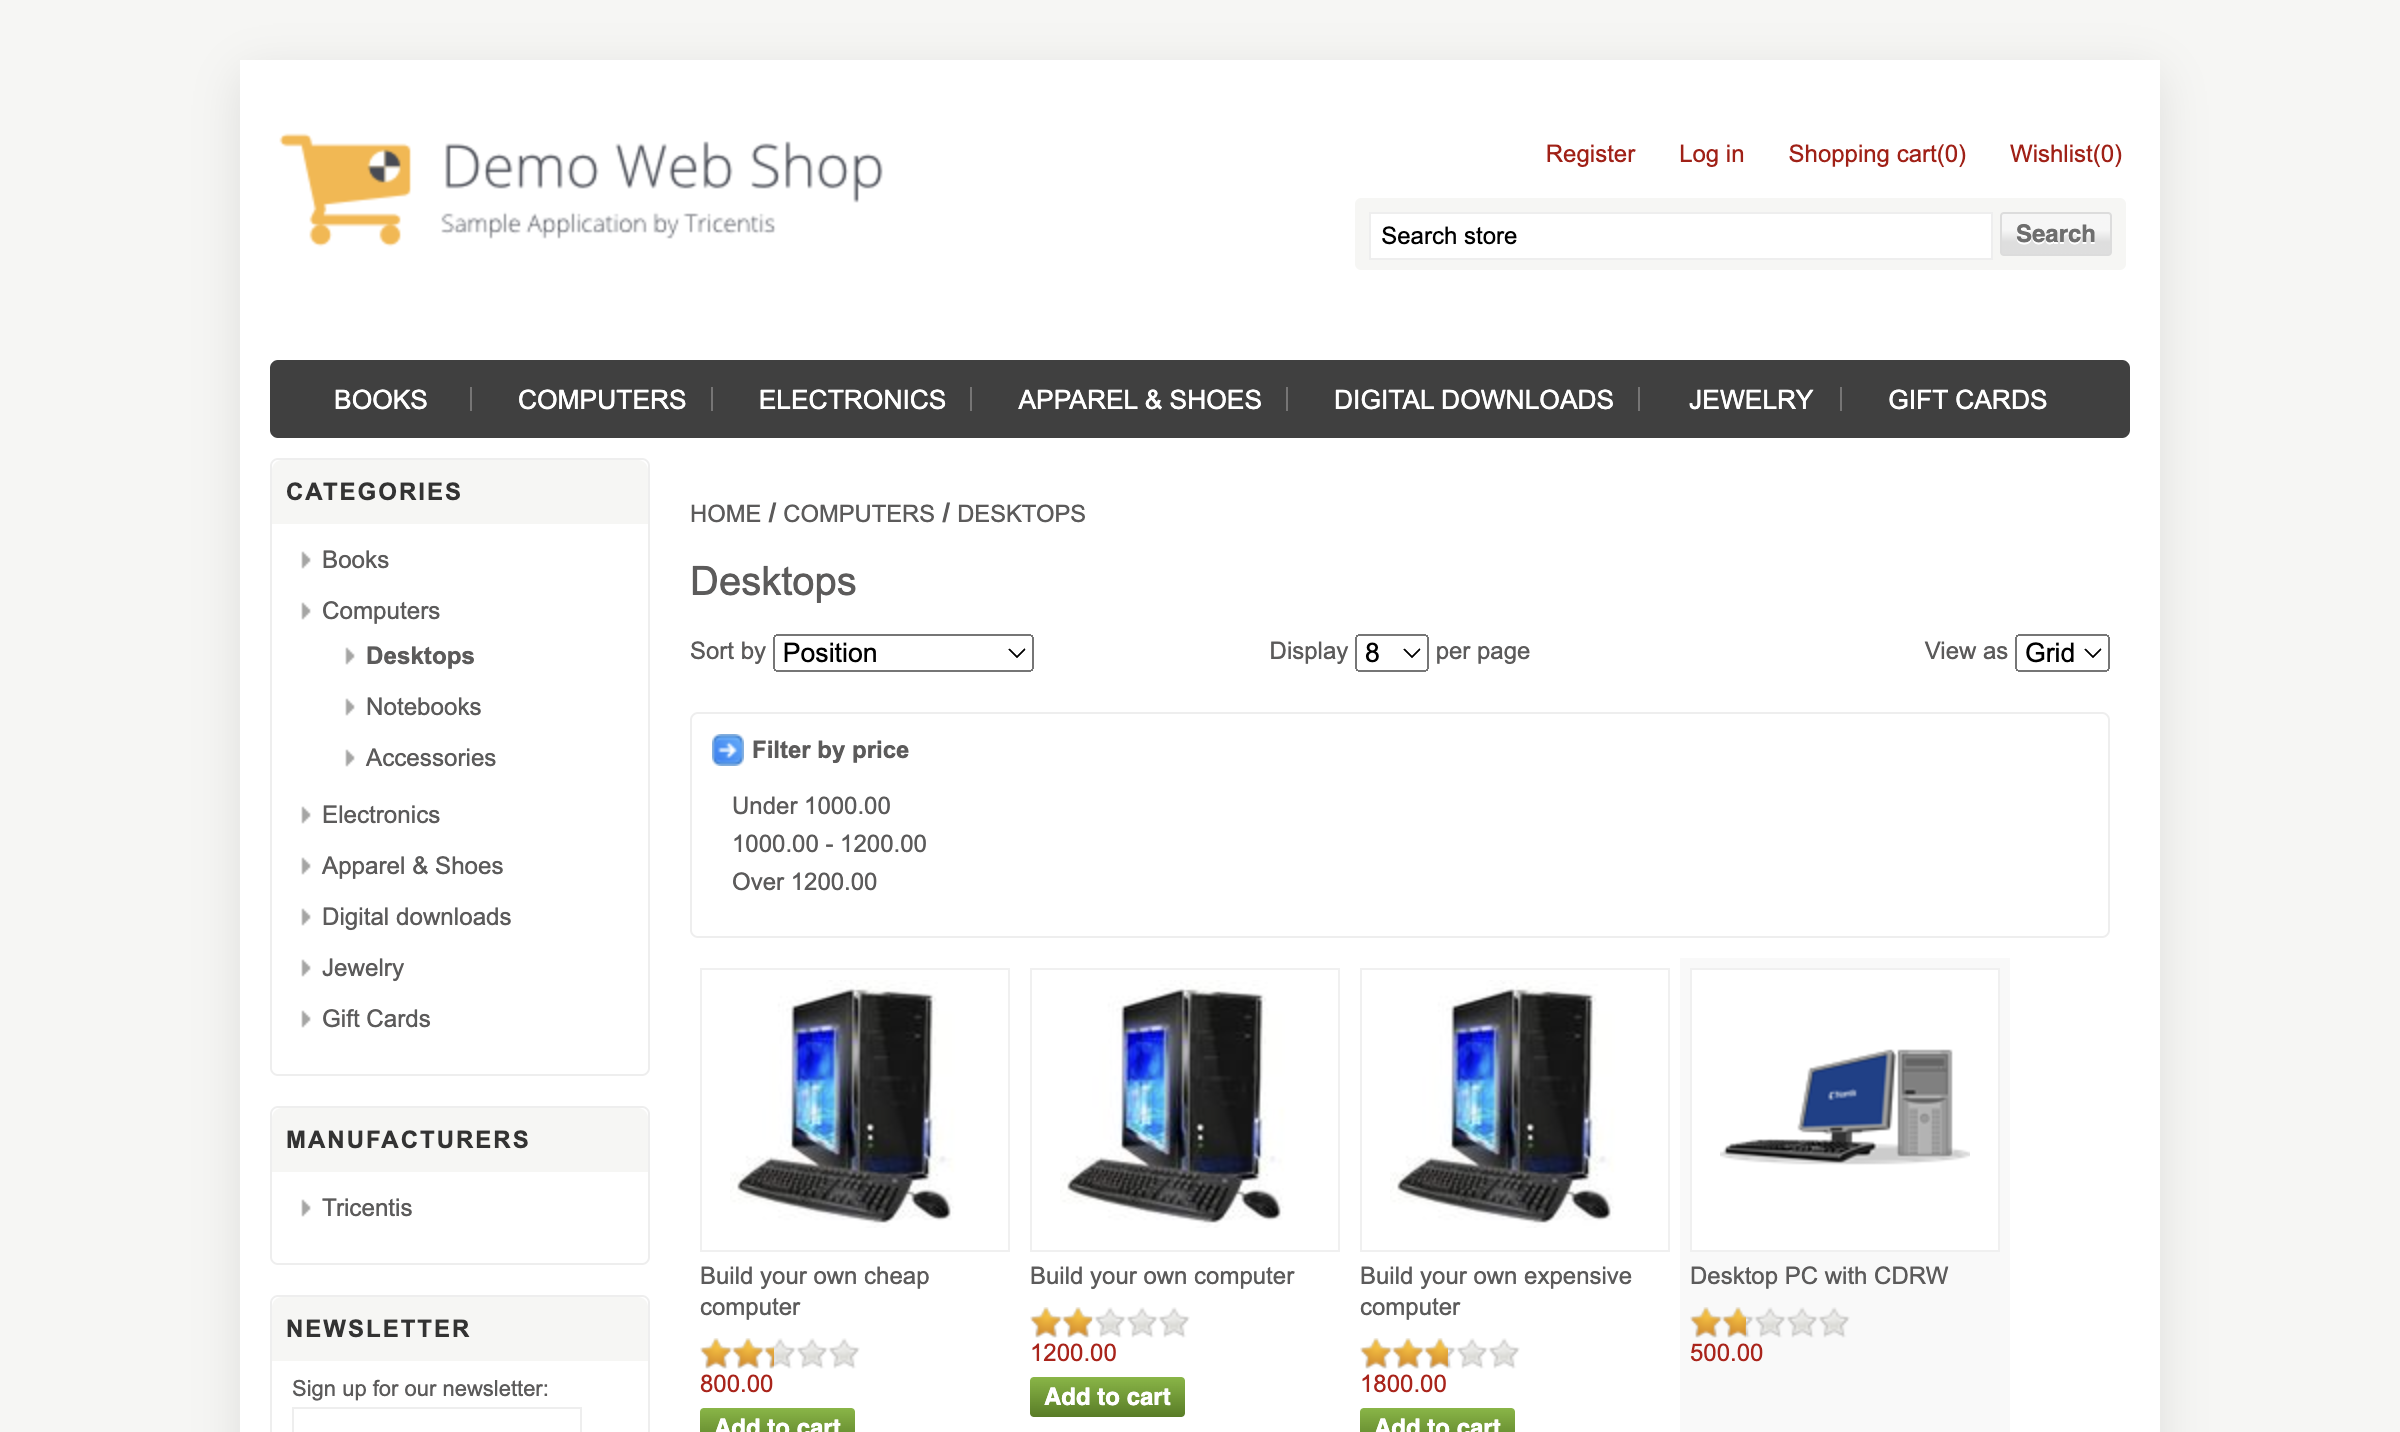 Demo Web Shop
Sample Application by Tricentis
Register Log in Shopping cart(0) Wishlist(0)
Search store Search
BOOKS COMPUTERS ELECTRONICS APPAREL & SHOES DIGITAL DOWNLOADS JEWELRY GIFT CARDS
CATEGORIES
Books
Computers
Desktops
Notebooks
Accessories
Electronics
Apparel & Shoes
Digital downloads
Jewelry
Gift Cards
MANUFACTURERS
Tricentis
NEWSLETTER
Sign up for our newsletter:
HOME / COMPUTERS / DESKTOPS
Desktops
Sort by Position Display 8 per page View as Grid
Filter by price
Under 1000.00
1000.00 - 1200.00
Over 1200.00
Build your own cheap
computer
800.00
Add to cart
Build your own computer
1200.00
Add to cart
Build your own expensive
computer
1800.00
Add to cart
Desktop PC with CDRW
500.00